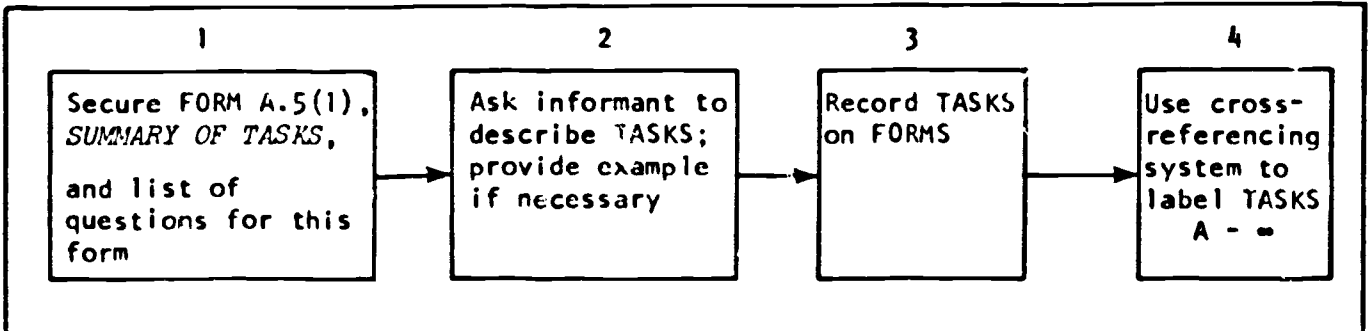 1
Secure FORM A.5(1),
SUMMARY OF TASKS,
and list of
questions for this
form
2
Ask informant to
describe TASKS;
provide example
if necessary
3
Record TASKS
on FORMS
4
Use cross-
referencing
system to
label TASKS
A - ∞